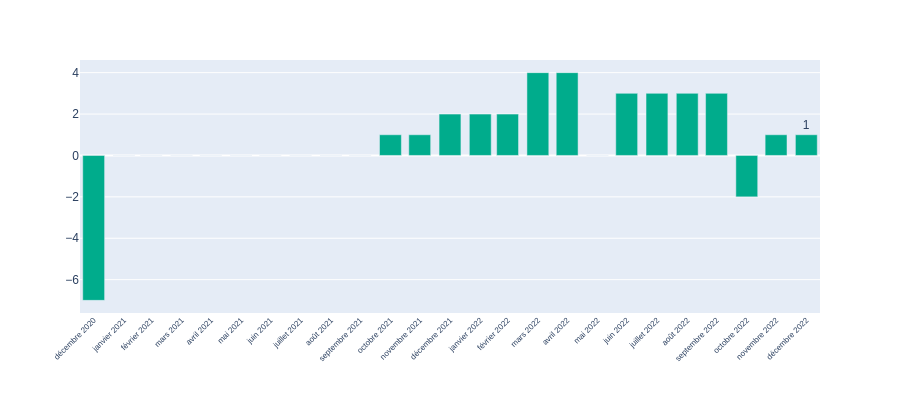 4
2
0
−2
−4
−6
1
décembre 2020
janvier 2021
février 2021
mars 2021
avril 2021
mai 2021
juin 2021
juillet 2021
août 2021
septembre 2021
octobre 2021
novembre 2021
décembre 2021
janvier 2022
février 2022
mars 2022
avril 2022
mai 2022
juin 2022
juillet 2022
août 2022
septembre 2022
octobre 2022
novembre 2022
décembre 2022